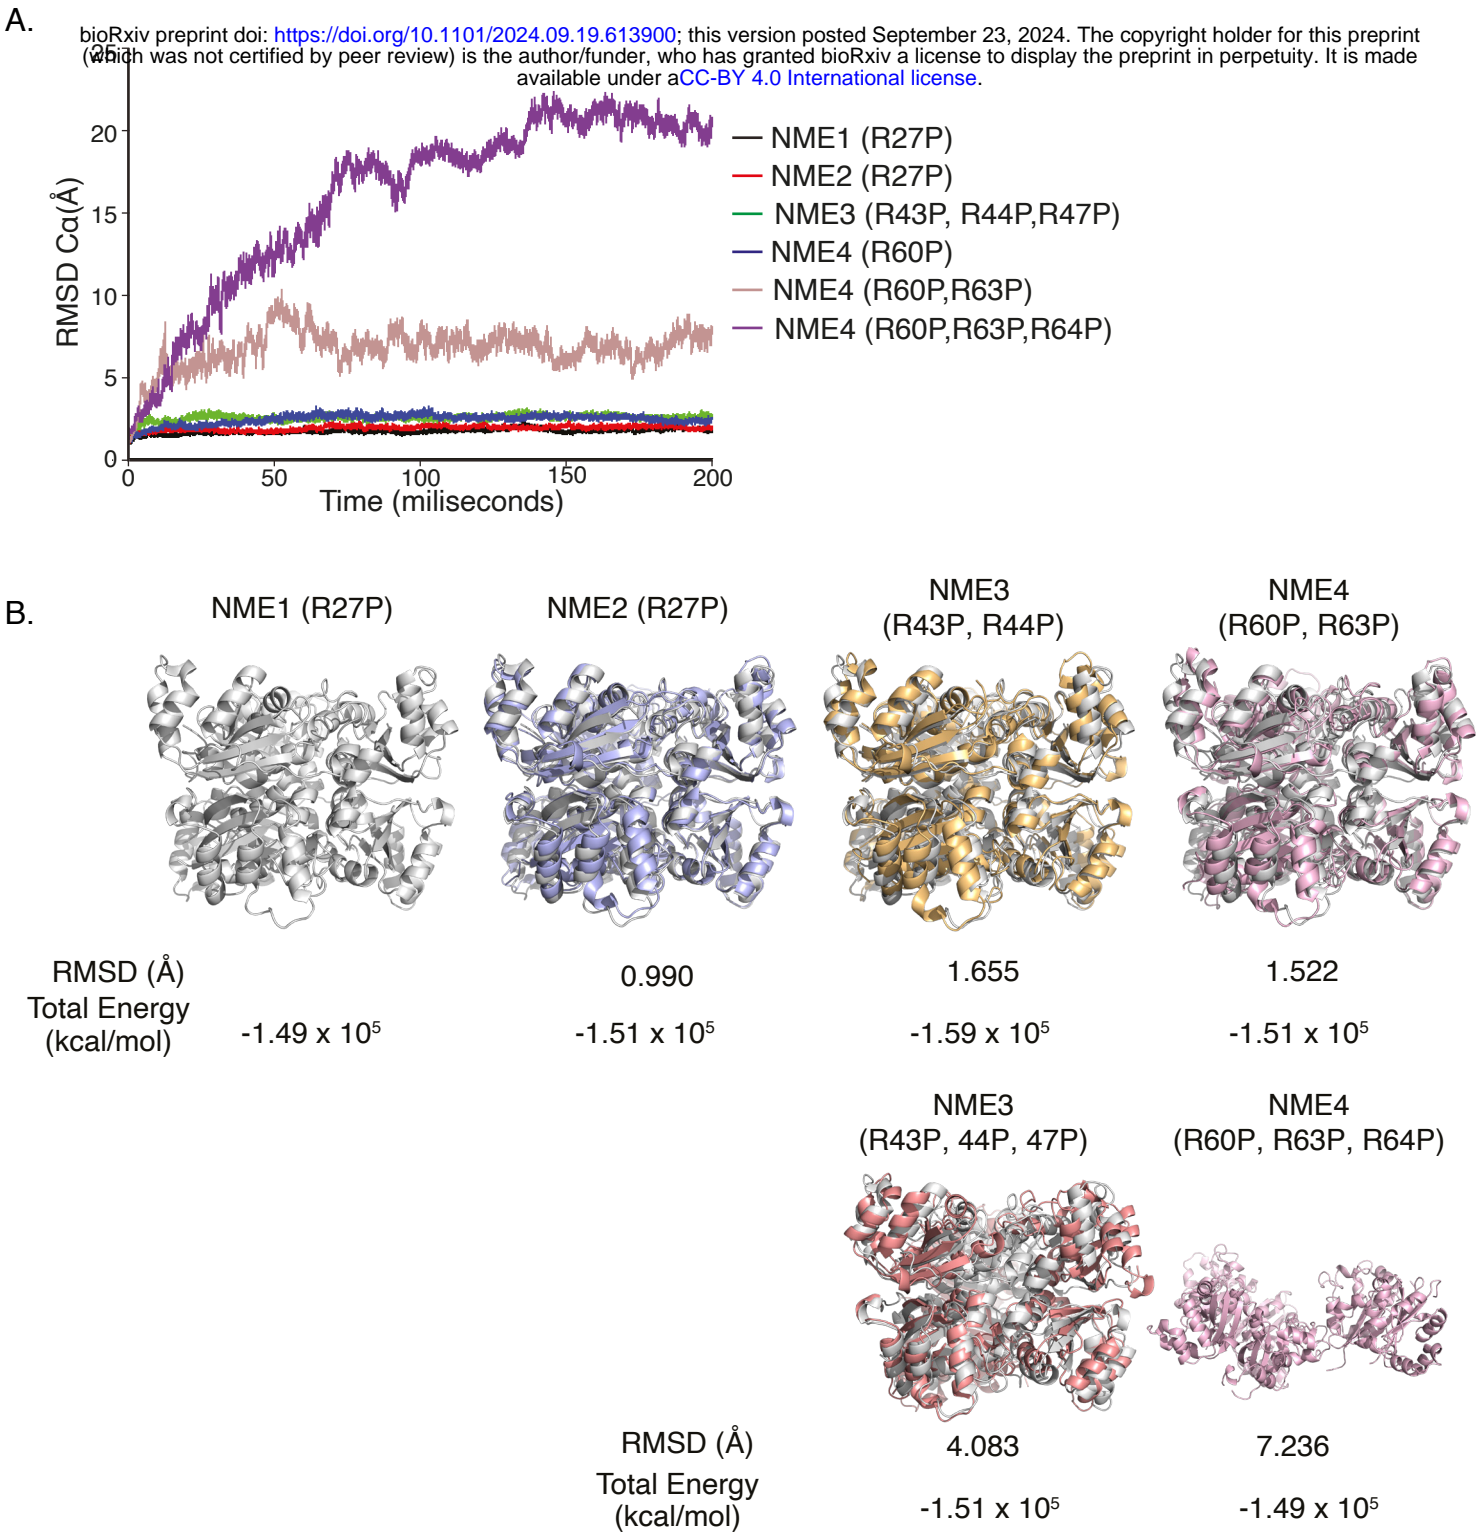 A.
bioRxiv preprint doi: https://doi.org/10.1101/2024.09.19.613900; this version posted September 23, 2024. The copyright holder for this preprint
(which was not certified by peer review) is the author/funder, who has granted bioRxiv a license to display the preprint in perpetuity. It is made
available under aCC-BY 4.0 International license.
25
20
15
10
5
0
RMSD Cα(Å)
0 50 100 150 200
Time (miliseconds)
NME1 (R27P)
NME2 (R27P)
NME3 (R43P, R44P,R47P)
NME4 (R60P)
NME4 (R60P,R63P)
NME4 (R60P,R63P,R64P)
B.
NME1 (R27P)
NME2 (R27P)
NME3
(R43P, R44P)
NME4
(R60P, R63P)
RMSD (Å) 0.990 1.655 1.522
Total Energy
(kcal/mol) -1.49 x 10⁵ -1.51 x 10⁵ -1.59 x 10⁵ -1.51 x 10⁵
NME3
(R43P, 44P, 47P)
NME4
(R60P, R63P, R64P)
RMSD (Å) 4.083 7.236
Total Energy
(kcal/mol) -1.51 x 10⁵ -1.49 x 10⁵